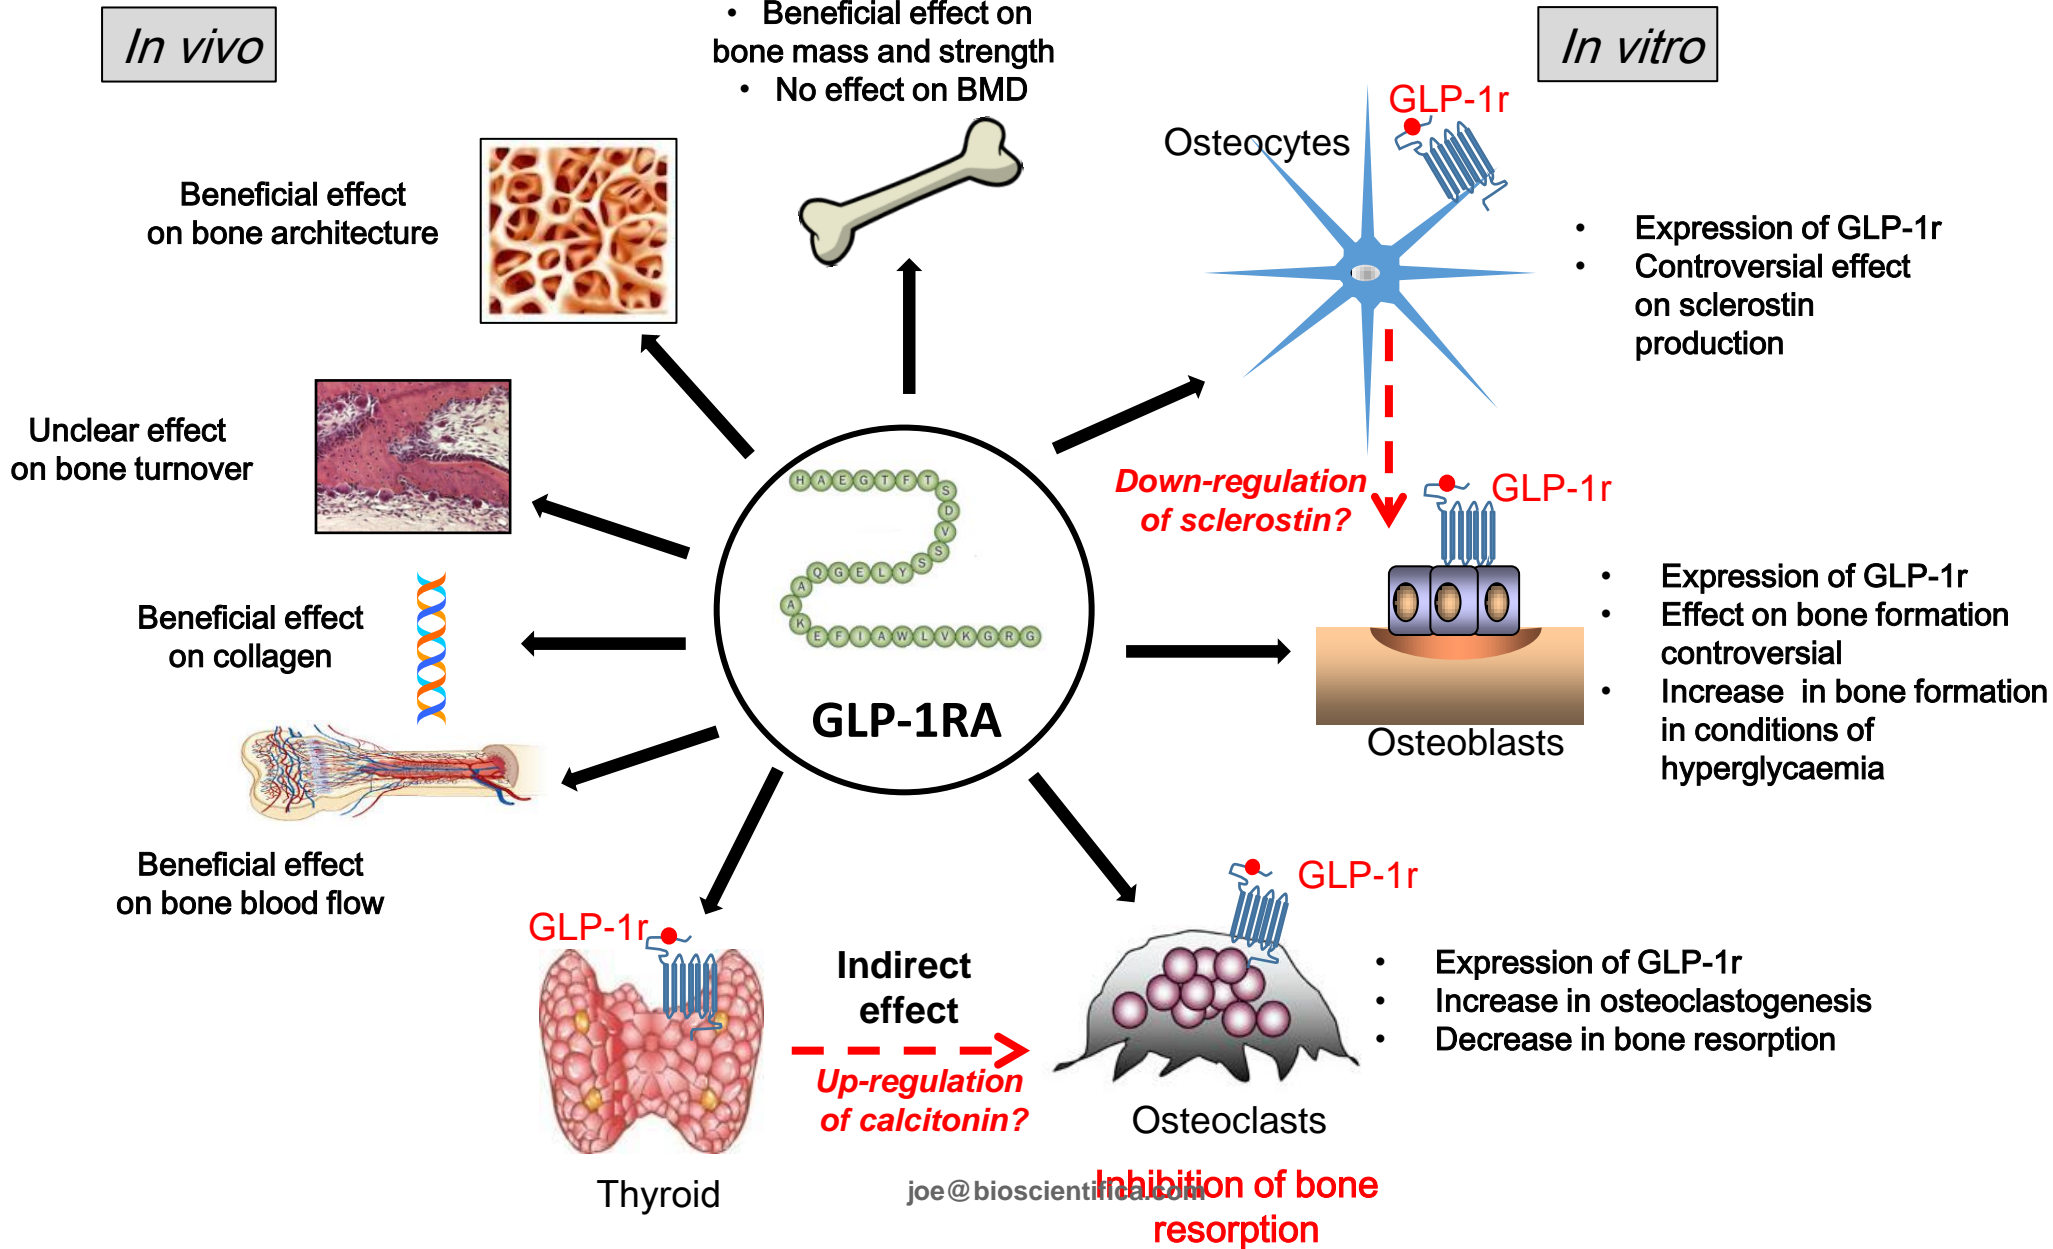 In vivo
• Beneficial effect on
bone mass and strength
• No effect on BMD
In vitro
GLP-1r
Osteocytes
Beneficial effect
on bone architecture
• Expression of GLP-1r
• Controversial effect
on sclerostin
production
Unclear effect
on bone turnover
Down-regulation
of sclerostin?
GLP-1r
HAEGTFTSDVSSYLEGQAAKEFIAWLVKGRG
GLP-1RA
Beneficial effect
on collagen
• Expression of GLP-1r
• Effect on bone formation
controversial
• Increase in bone formation
in conditions of
hyperglycaemia
Osteoblasts
Beneficial effect
on bone blood flow
GLP-1r
GLP-1r
Indirect
effect
Up-regulation
of calcitonin?
• Expression of GLP-1r
• Increase in osteoclastogenesis
• Decrease in bone resorption
Osteoclasts
Thyroid
joe@bioscientifica.com
Inhibition of bone
resorption